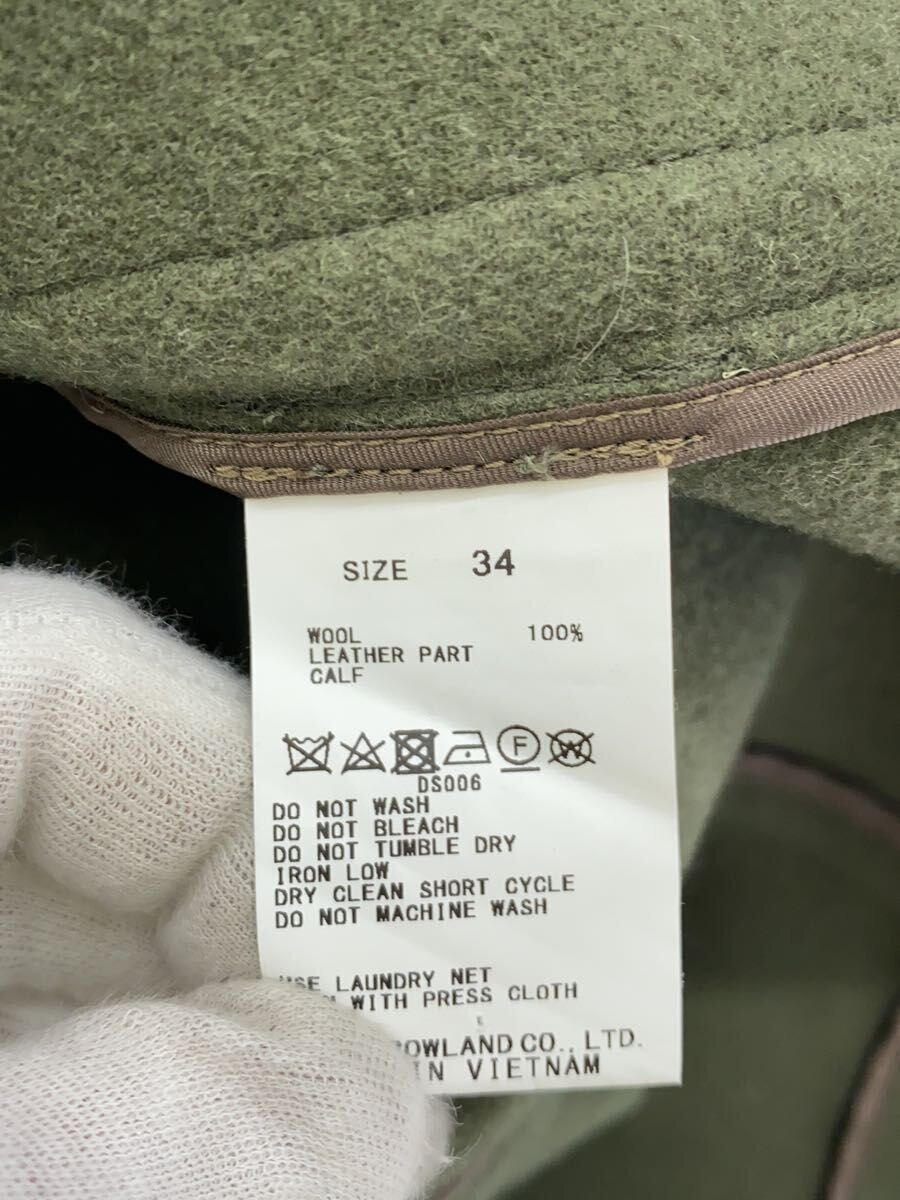 SIZE 34
WOOL 100%
LEATHER PART
CALF
F W
DS006
DO NOT WASH
DO NOT BLEACH
DO NOT TUMBLE DRY
IRON LOW
DRY CLEAN SHORT CYCLE
DO NOT MACHINE WASH
USE LAUNDRY NET
WITH PRESS CLOTH
OWLAND CO., LTD.
IN VIETNAM